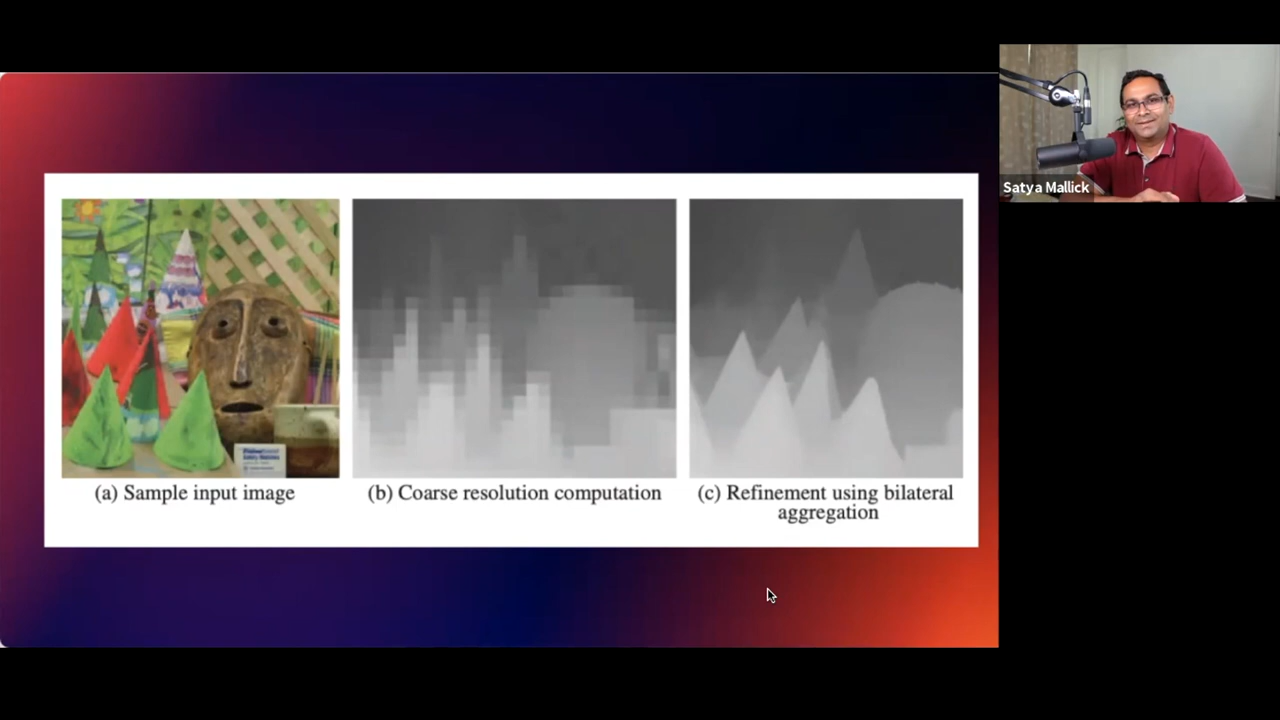 Satya Mallick
(a) Sample input image
(b) Coarse resolution computation
(c) Refinement using bilateral
aggregation